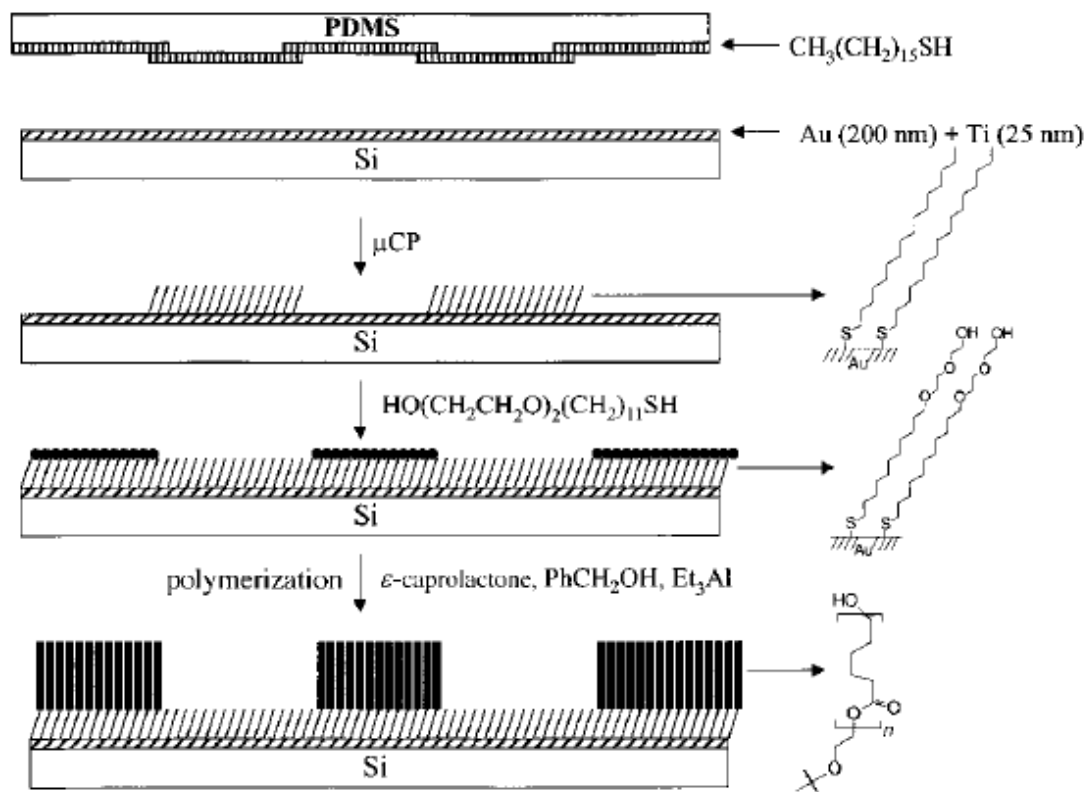 PDMS
CH3(CH2)15SH
Au (200 nm) + Ti (25 nm)
Si
μCP
S S
Au
Si
OH OH
O O
O O
HO(CH2CH2O)2(CH2)11SH
S S
Au
Si
polymerization
ε-caprolactone, PhCH2OH, Et3Al
HO
O O
n
O
Si